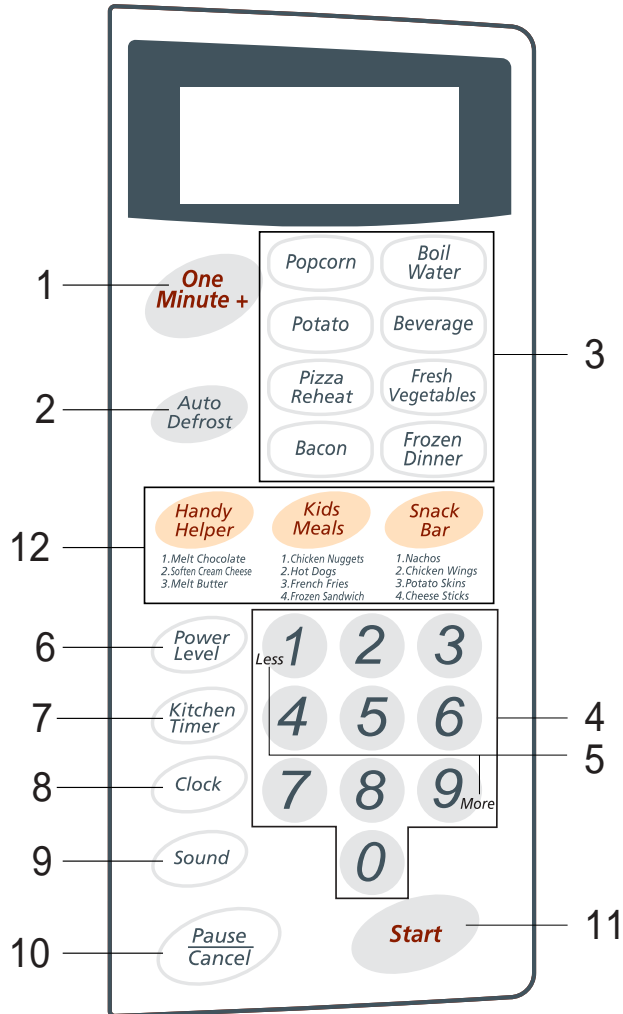 Popcorn
Boil
Water
1
One
Minute +
Potato
Beverage
3
Pizza
Reheat
Fresh
Vegetables
2
Auto
Defrost
Bacon
Frozen
Dinner
12
Handy
Helper
1.Melt Chocolate
2.Soften Cream Cheese
3.Melt Butter
Kids
Meals
1.Chicken Nuggets
2.Hot Dogs
3.French Fries
4.Frozen Sandwich
Snack
Bar
1.Nachos
2.Chicken Wings
3.Potato Skins
4.Cheese Sticks
6
Power
Level
Less
1
2
3
7
Kitchen
Timer
4
5
6
4
5
8
Clock
7
8
9
More
9
Sound
0
10
Pause
Cancel
Start
11